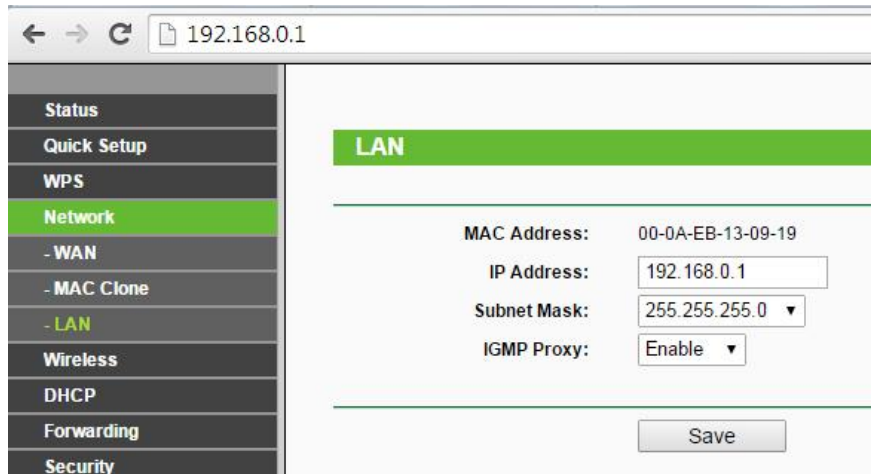 192.168.0.1
Status
Quick Setup
WPS
Network
- WAN
- MAC Clone
- LAN
Wireless
DHCP
Forwarding
Security
LAN
MAC Address: 00-0A-EB-13-09-19
IP Address: 192.168.0.1
Subnet Mask: 255.255.255.0
IGMP Proxy: Enable
Save